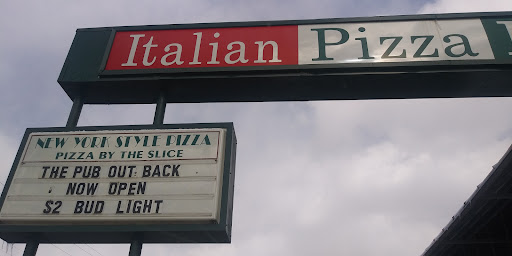 Italian Pizza
NEW YORK STYLE PIZZA
PIZZA BY THE SLICE
THE PUB OUT BACK
NOW OPEN
$2 BUD LIGHT